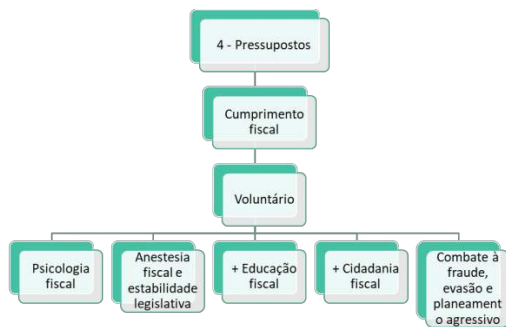 4 - Pressupostos
Cumprimento
fiscal
Voluntário
Psicologia
fiscal
Anestesia
fiscal e
estabilidade
legislativa
+ Educação
fiscal
+ Cidadania
fiscal
Combate à
fraude,
evasão e
planeament
o agressivo